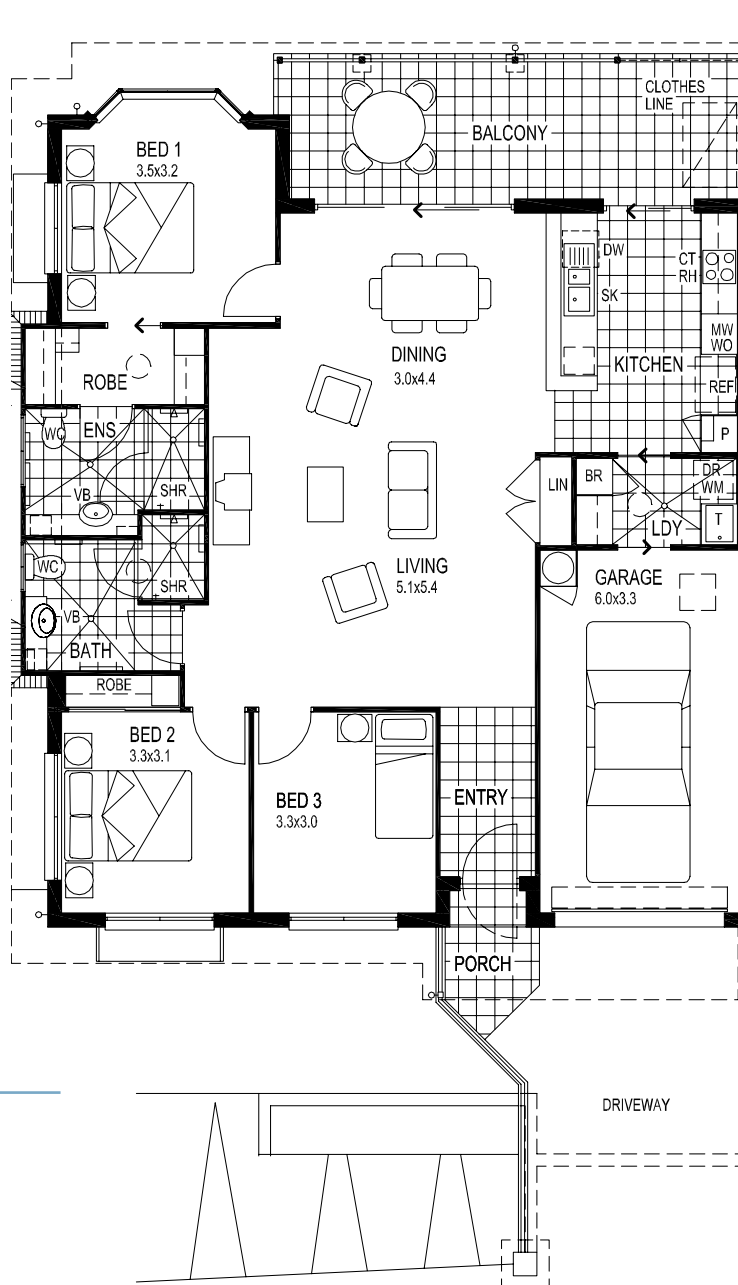 CLOTHES
LINE
BALCONY
BED 1
3.5x3.2
DW
CT
RH
SK
MW
WO
DINING
3.0x4.4
KITCHEN
ROBE
REF
WC
ENS
P
BR
DR
WM
LIN
VB
SHR
T
LDY
WC
LIVING
5.1x5.4
GARAGE
6.0x3.3
SHR
VB
BATH
ROBE
BED 2
3.3x3.1
BED 3
3.3x3.0
ENTRY
PORCH
DRIVEWAY